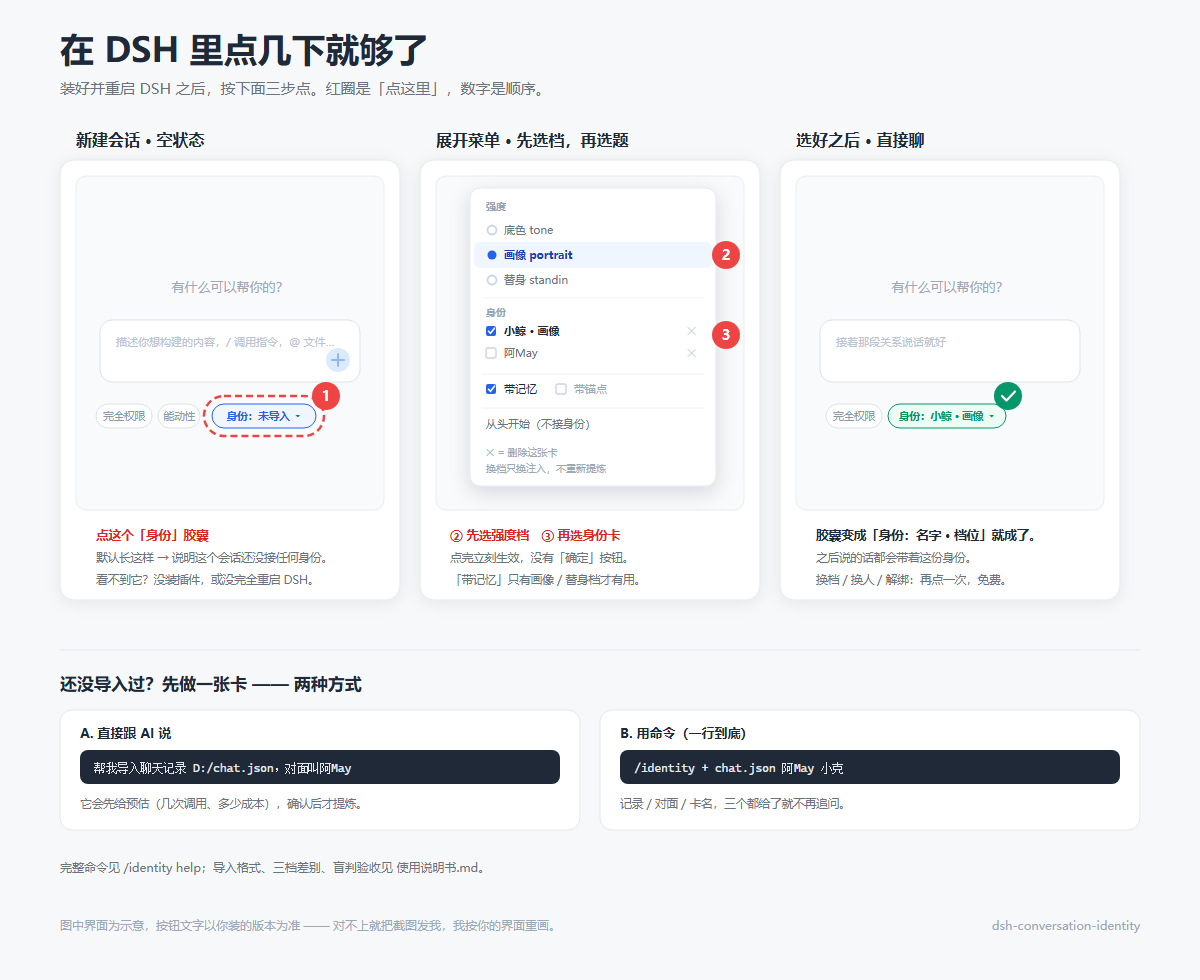 在 DSH 里点几下就够了
装好并重启 DSH 之后，按下面三步点。红圈是「点这里」，数字是顺序。
新建会话 • 空状态
有什么可以帮你的？
描述你想构建的内容，/ 调用指令，@ 文件...
+
1
完全权限
能动性
身份：未导入
点这个「身份」胶囊
默认长这样 → 说明这个会话还没接任何身份。
看不到它？没装插件，或没完全重启 DSH。
展开菜单 • 先选档，再选题
强度
底色 tone
画像 portrait
2
替身 standin
身份
小鲸 • 画像 ×
3
阿May ×
带记忆 带锚点
从头开始（不接身份）
× = 删除这张卡
换档只换注入，不重新提炼
② 先选强度档 ③ 再选身份卡
点完立刻生效，没有「确定」按钮。
「带记忆」只有画像 / 替身档才有用。
选好之后 • 直接聊
有什么可以帮你的？
接着那段关系说话就好
完全权限
身份：小鲸 • 画像
胶囊变成「身份：名字 • 档位」就成了。
之后说的话都会带着这份身份。
换档 / 换人 / 解绑：再点一次，免费。
还没导入过？先做一张卡 —— 两种方式
A. 直接跟 AI 说
帮我导入聊天记录 D:/chat.json，对面叫阿May
它会先给预估（几次调用、多少成本），确认后才提炼。
B. 用命令（一行到底）
/identity + chat.json 阿May 小克
记录 / 对面 / 卡名，三个都给了就不再追问。
完整命令见 /identity help；导入格式、三档差别、盲判验收见 使用说明书.md。
图中界面为示意，按钮文字以你装的版本为准 —— 对不上就把截图发我，我按你的界面重画。
dsh-conversation-identity